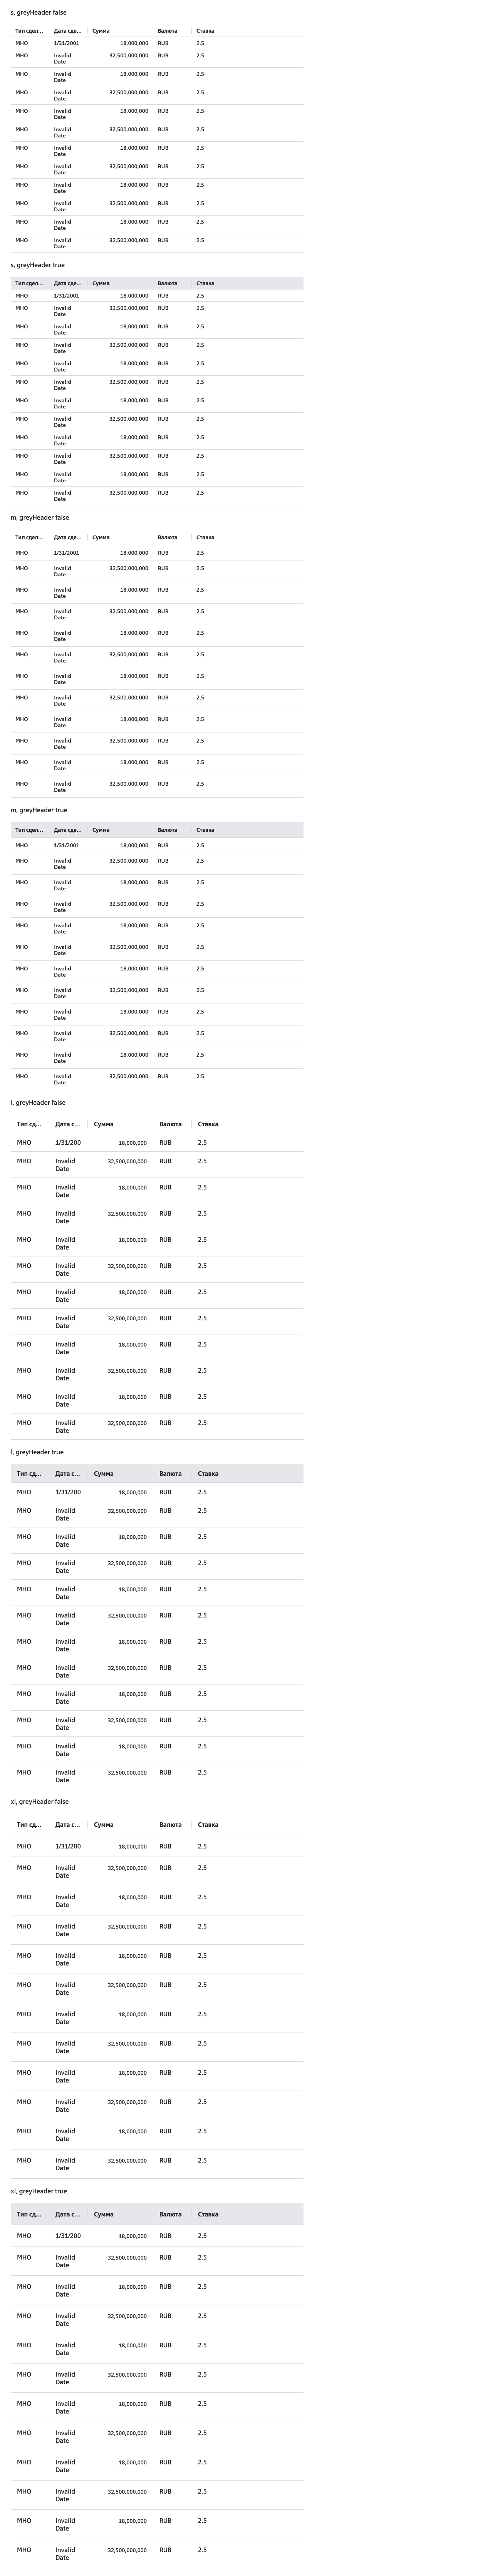 s, greyHeader false
Тип сдел... Дата сде... Сумма Валюта Ставка
МНО 1/31/2001 18,000,000 RUB 2.5
МНО Invalid 32,500,000,000 RUB 2.5
Date
МНО Invalid 18,000,000 RUB 2.5
Date
МНО Invalid 32,500,000,000 RUB 2.5
Date
МНО Invalid 18,000,000 RUB 2.5
Date
МНО Invalid 32,500,000,000 RUB 2.5
Date
МНО Invalid 18,000,000 RUB 2.5
Date
МНО Invalid 32,500,000,000 RUB 2.5
Date
МНО Invalid 18,000,000 RUB 2.5
Date
МНО Invalid 32,500,000,000 RUB 2.5
Date
МНО Invalid 18,000,000 RUB 2.5
Date
МНО Invalid 32,500,000,000 RUB 2.5
Date
s, greyHeader true
Тип сдел... Дата сде... Сумма Валюта Ставка
МНО 1/31/2001 18,000,000 RUB 2.5
МНО Invalid 32,500,000,000 RUB 2.5
Date
МНО Invalid 18,000,000 RUB 2.5
Date
МНО Invalid 32,500,000,000 RUB 2.5
Date
МНО Invalid 18,000,000 RUB 2.5
Date
МНО Invalid 32,500,000,000 RUB 2.5
Date
МНО Invalid 18,000,000 RUB 2.5
Date
МНО Invalid 32,500,000,000 RUB 2.5
Date
МНО Invalid 18,000,000 RUB 2.5
Date
МНО Invalid 32,500,000,000 RUB 2.5
Date
МНО Invalid 18,000,000 RUB 2.5
Date
МНО Invalid 32,500,000,000 RUB 2.5
Date
m, greyHeader false
Тип сдел... Дата сде... Сумма Валюта Ставка
МНО 1/31/2001 18,000,000 RUB 2.5
МНО Invalid 32,500,000,000 RUB 2.5
Date
МНО Invalid 18,000,000 RUB 2.5
Date
МНО Invalid 32,500,000,000 RUB 2.5
Date
МНО Invalid 18,000,000 RUB 2.5
Date
МНО Invalid 32,500,000,000 RUB 2.5
Date
МНО Invalid 18,000,000 RUB 2.5
Date
МНО Invalid 32,500,000,000 RUB 2.5
Date
МНО Invalid 18,000,000 RUB 2.5
Date
МНО Invalid 32,500,000,000 RUB 2.5
Date
МНО Invalid 18,000,000 RUB 2.5
Date
МНО Invalid 32,500,000,000 RUB 2.5
Date
m, greyHeader true
Тип сдел... Дата сде... Сумма Валюта Ставка
МНО 1/31/2001 18,000,000 RUB 2.5
МНО Invalid 32,500,000,000 RUB 2.5
Date
МНО Invalid 18,000,000 RUB 2.5
Date
МНО Invalid 32,500,000,000 RUB 2.5
Date
МНО Invalid 18,000,000 RUB 2.5
Date
МНО Invalid 32,500,000,000 RUB 2.5
Date
МНО Invalid 18,000,000 RUB 2.5
Date
МНО Invalid 32,500,000,000 RUB 2.5
Date
МНО Invalid 18,000,000 RUB 2.5
Date
МНО Invalid 32,500,000,000 RUB 2.5
Date
МНО Invalid 18,000,000 RUB 2.5
Date
МНО Invalid 32,500,000,000 RUB 2.5
Date
l, greyHeader false
Тип сд... Дата с... Сумма Валюта Ставка
МНО 1/31/200 18,000,000 RUB 2.5
МНО Invalid 32,500,000,000 RUB 2.5
Date
МНО Invalid 18,000,000 RUB 2.5
Date
МНО Invalid 32,500,000,000 RUB 2.5
Date
МНО Invalid 18,000,000 RUB 2.5
Date
МНО Invalid 32,500,000,000 RUB 2.5
Date
МНО Invalid 18,000,000 RUB 2.5
Date
МНО Invalid 32,500,000,000 RUB 2.5
Date
МНО Invalid 18,000,000 RUB 2.5
Date
МНО Invalid 32,500,000,000 RUB 2.5
Date
МНО Invalid 18,000,000 RUB 2.5
Date
МНО Invalid 32,500,000,000 RUB 2.5
Date
l, greyHeader true
Тип сд... Дата с... Сумма Валюта Ставка
МНО 1/31/200 18,000,000 RUB 2.5
МНО Invalid 32,500,000,000 RUB 2.5
Date
МНО Invalid 18,000,000 RUB 2.5
Date
МНО Invalid 32,500,000,000 RUB 2.5
Date
МНО Invalid 18,000,000 RUB 2.5
Date
МНО Invalid 32,500,000,000 RUB 2.5
Date
МНО Invalid 18,000,000 RUB 2.5
Date
МНО Invalid 32,500,000,000 RUB 2.5
Date
МНО Invalid 18,000,000 RUB 2.5
Date
МНО Invalid 32,500,000,000 RUB 2.5
Date
МНО Invalid 18,000,000 RUB 2.5
Date
МНО Invalid 32,500,000,000 RUB 2.5
Date
xl, greyHeader false
Тип сд... Дата с... Сумма Валюта Ставка
МНО 1/31/200 18,000,000 RUB 2.5
МНО Invalid 32,500,000,000 RUB 2.5
Date
МНО Invalid 18,000,000 RUB 2.5
Date
МНО Invalid 32,500,000,000 RUB 2.5
Date
МНО Invalid 18,000,000 RUB 2.5
Date
МНО Invalid 32,500,000,000 RUB 2.5
Date
МНО Invalid 18,000,000 RUB 2.5
Date
МНО Invalid 32,500,000,000 RUB 2.5
Date
МНО Invalid 18,000,000 RUB 2.5
Date
МНО Invalid 32,500,000,000 RUB 2.5
Date
МНО Invalid 18,000,000 RUB 2.5
Date
МНО Invalid 32,500,000,000 RUB 2.5
Date
xl, greyHeader true
Тип сд... Дата с... Сумма Валюта Ставка
МНО 1/31/200 18,000,000 RUB 2.5
МНО Invalid 32,500,000,000 RUB 2.5
Date
МНО Invalid 18,000,000 RUB 2.5
Date
МНО Invalid 32,500,000,000 RUB 2.5
Date
МНО Invalid 18,000,000 RUB 2.5
Date
МНО Invalid 32,500,000,000 RUB 2.5
Date
МНО Invalid 18,000,000 RUB 2.5
Date
МНО Invalid 32,500,000,000 RUB 2.5
Date
МНО Invalid 18,000,000 RUB 2.5
Date
МНО Invalid 32,500,000,000 RUB 2.5
Date
МНО Invalid 18,000,000 RUB 2.5
Date
МНО Invalid 32,500,000,000 RUB 2.5
Date